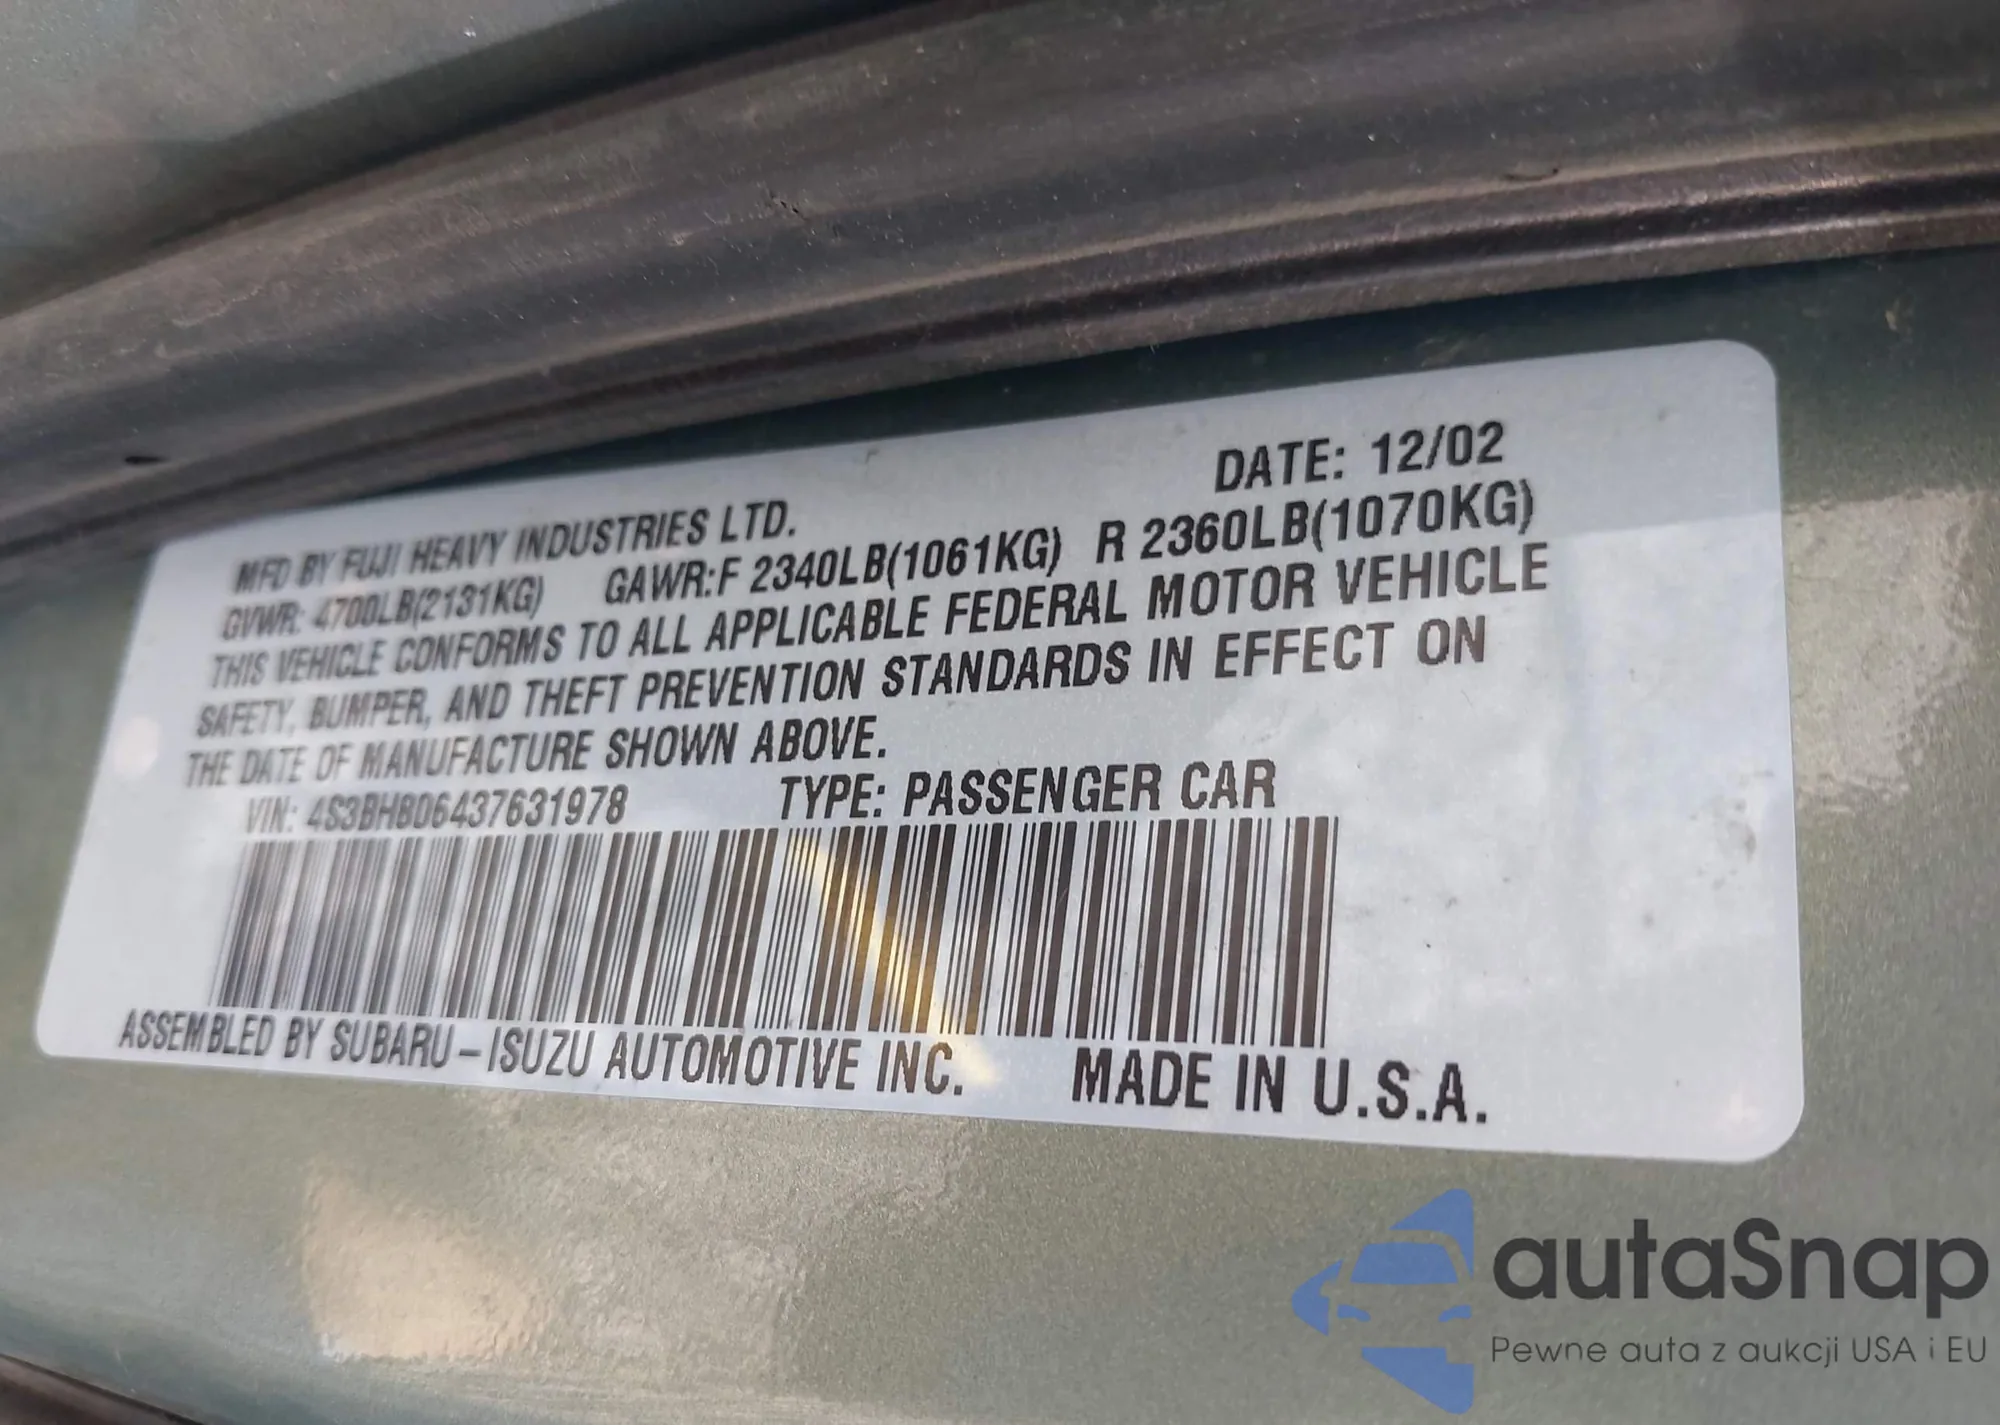 DATE: 12/02
MFD BY FUJI HEAVY INDUSTRIES LTD.
GVWR: 4700LB(2131KG) GAWR:F 2340LB(1061KG) R 2360LB(1070KG)
THIS VEHICLE CONFORMS TO ALL APPLICABLE FEDERAL MOTOR VEHICLE
SAFETY, BUMPER, AND THEFT PREVENTION STANDARDS IN EFFECT ON
THE DATE OF MANUFACTURE SHOWN ABOVE.
VIN: 4S3BH806437631978 TYPE: PASSENGER CAR
ASSEMBLED BY SUBARU-ISUZU AUTOMOTIVE INC. MADE IN U.S.A.
autaSnap
Pewne auta z aukcji USA i EU